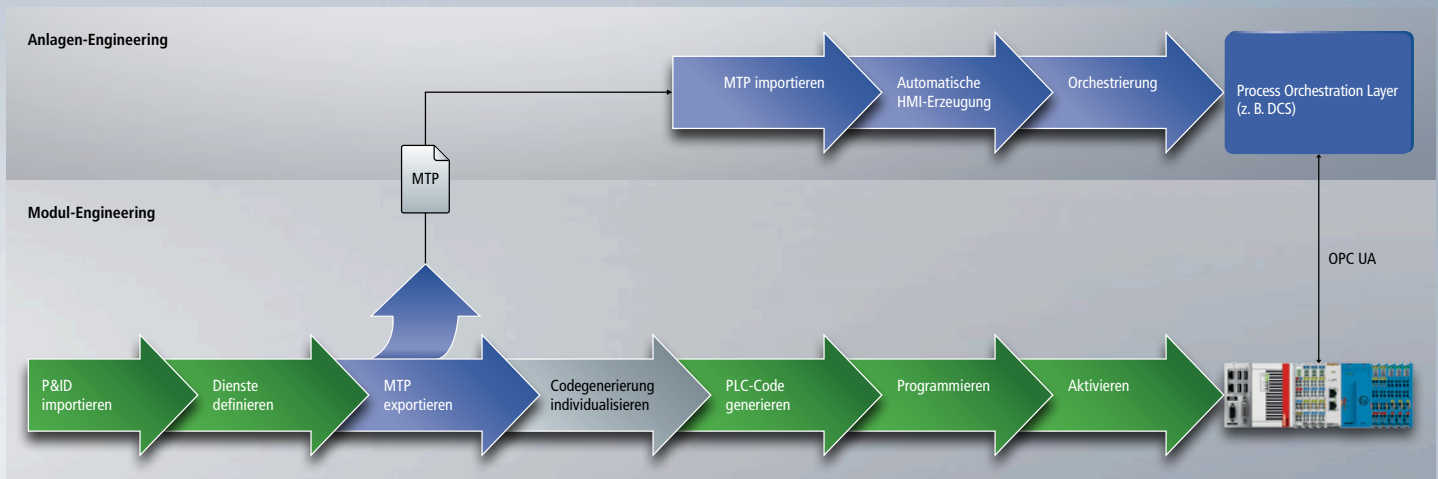 Anlagen-Engineering
MTP importieren
Automatische
HMI-Erzeugung
Orchestrierung
Process Orchestration Layer
(z. B. DCS)
MTP
Modul-Engineering
OPC UA
P&ID
importieren
Dienste
definieren
MTP
exportieren
Codegenerierung
individualisieren
PLC-Code
generieren
Programmieren
Aktivieren